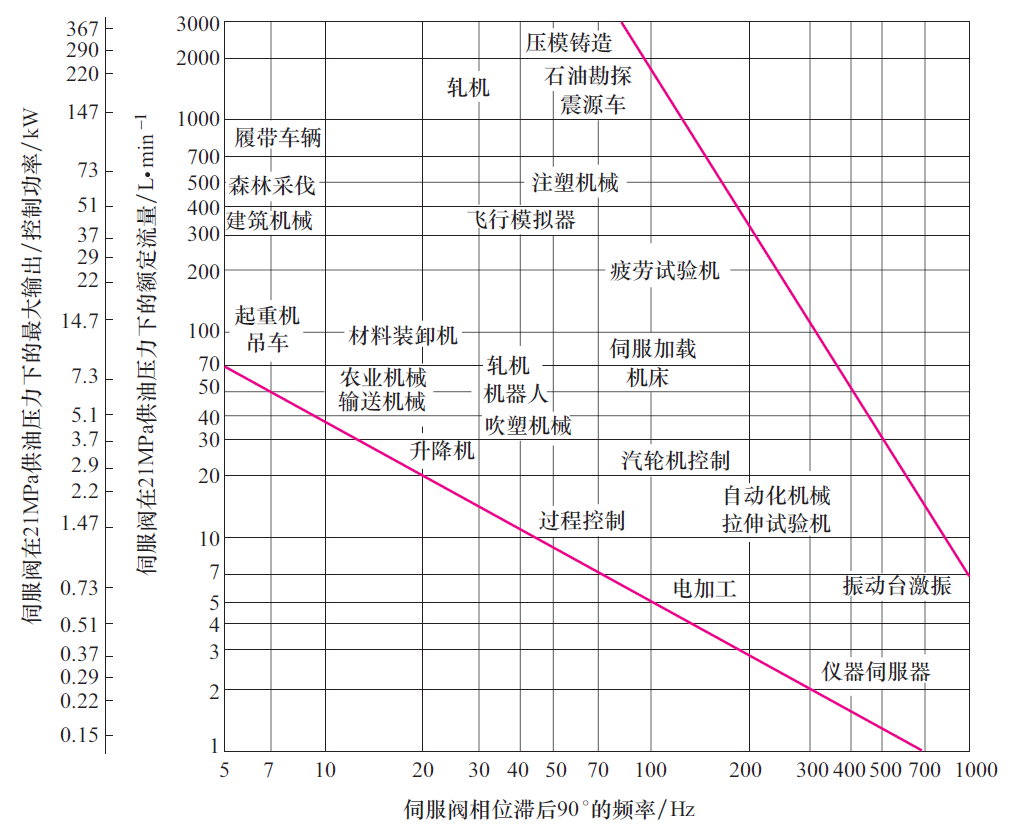 伺服阀在21MPa供油压力下的最大输出/控制功率/kW
367
290
220
147
73
51
37
29
22
14.7
7.3
5.1
3.7
2.9
2.2
1.47
0.73
0.51
0.37
0.29
0.22
0.15
伺服阀在21MPa供油压力下的额定流量/L•min⁻¹
3000
2000
1000
700
500
400
300
200
100
70
50
40
30
20
10
7
5
4
3
2
1
压模铸造
轧机
石油勘探
震源车
履带车辆
森林采伐
注塑机械
建筑机械
飞行模拟器
疲劳试验机
起重机
吊车
材料装卸机
伺服加载
机床
轧机
机器人
农业机械
输送机械
吹塑机械
升降机
汽轮机控制
自动化机械
拉伸试验机
过程控制
电加工
振动台激振
仪器伺服器
5 7 10 20 30 40 50 70 100 200 300 400 500 700 1000
伺服阀相位滞后90°的频率/Hz